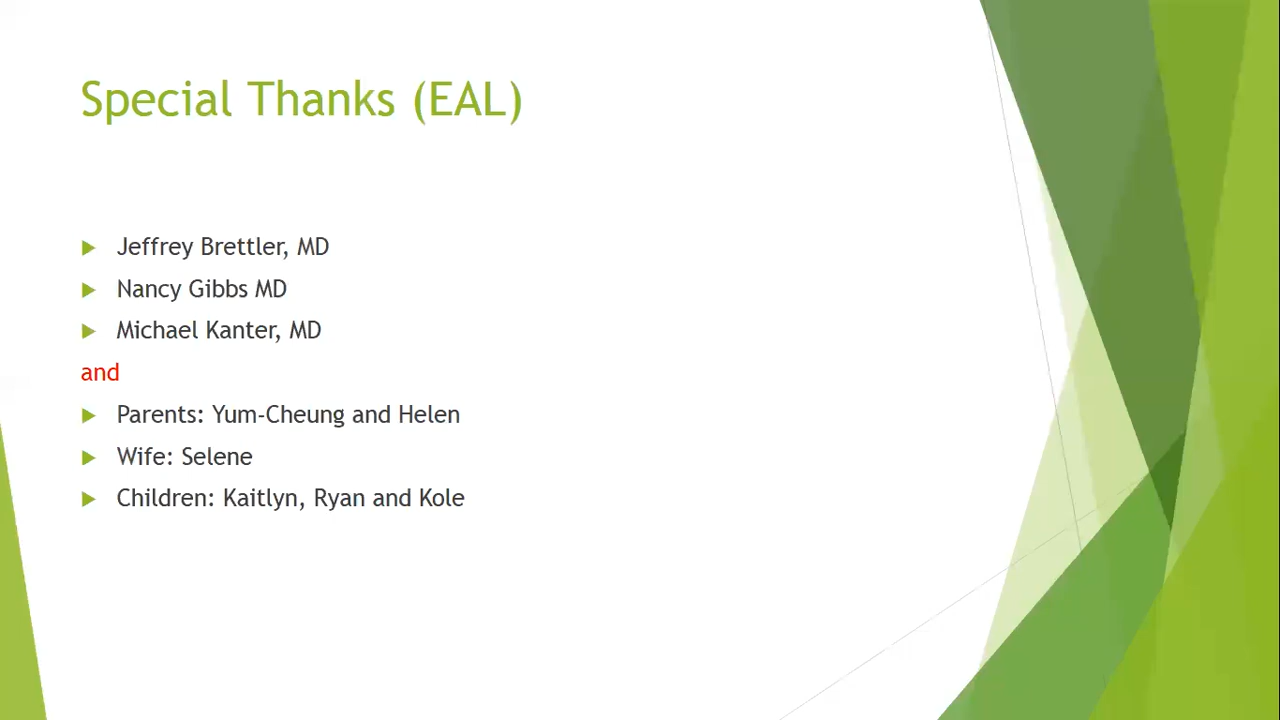 Special Thanks (EAL)
Jeffrey Brettler, MD
Nancy Gibbs MD
Michael Kanter, MD
and
Parents: Yum-Cheung and Helen
Wife: Selene
Children: Kaitlyn, Ryan and Kole